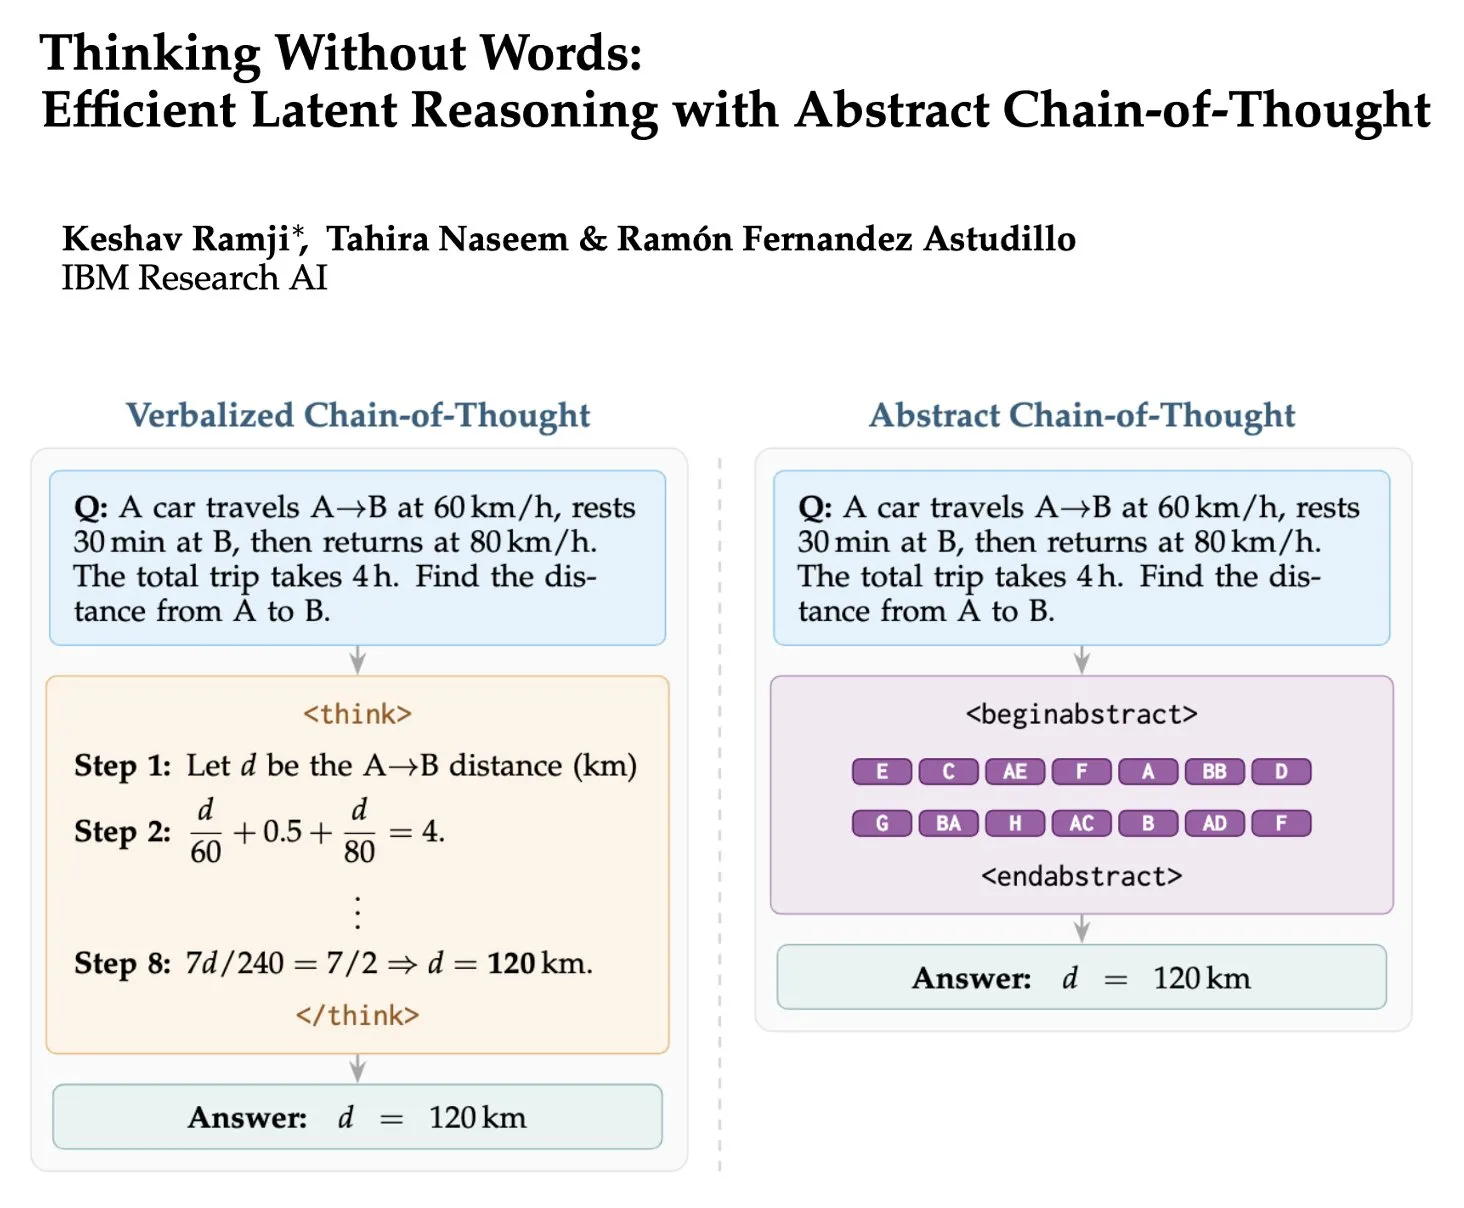 Thinking Without Words:
Efficient Latent Reasoning with Abstract Chain-of-Thought
Keshav Ramji*, Tahira Naseem & Ramón Fernandez Astudillo
IBM Research AI
Verbalized Chain-of-Thought
Q: A car travels A→B at 60 km/h, rests
30 min at B, then returns at 80 km/h.
The total trip takes 4 h. Find the dis-
tance from A to B.
<think>
Step 1: Let d be the A→B distance (km)
Step 2: d/60 + 0.5 + d/80 = 4.
⋮
Step 8: 7d/240 = 7/2 ⇒ d = 120 km.
</think>
Answer: d = 120 km
Abstract Chain-of-Thought
Q: A car travels A→B at 60 km/h, rests
30 min at B, then returns at 80 km/h.
The total trip takes 4 h. Find the dis-
tance from A to B.
<beginabstract>
E C AE F A BB D
G BA H AC B AD F
<endabstract>
Answer: d = 120 km